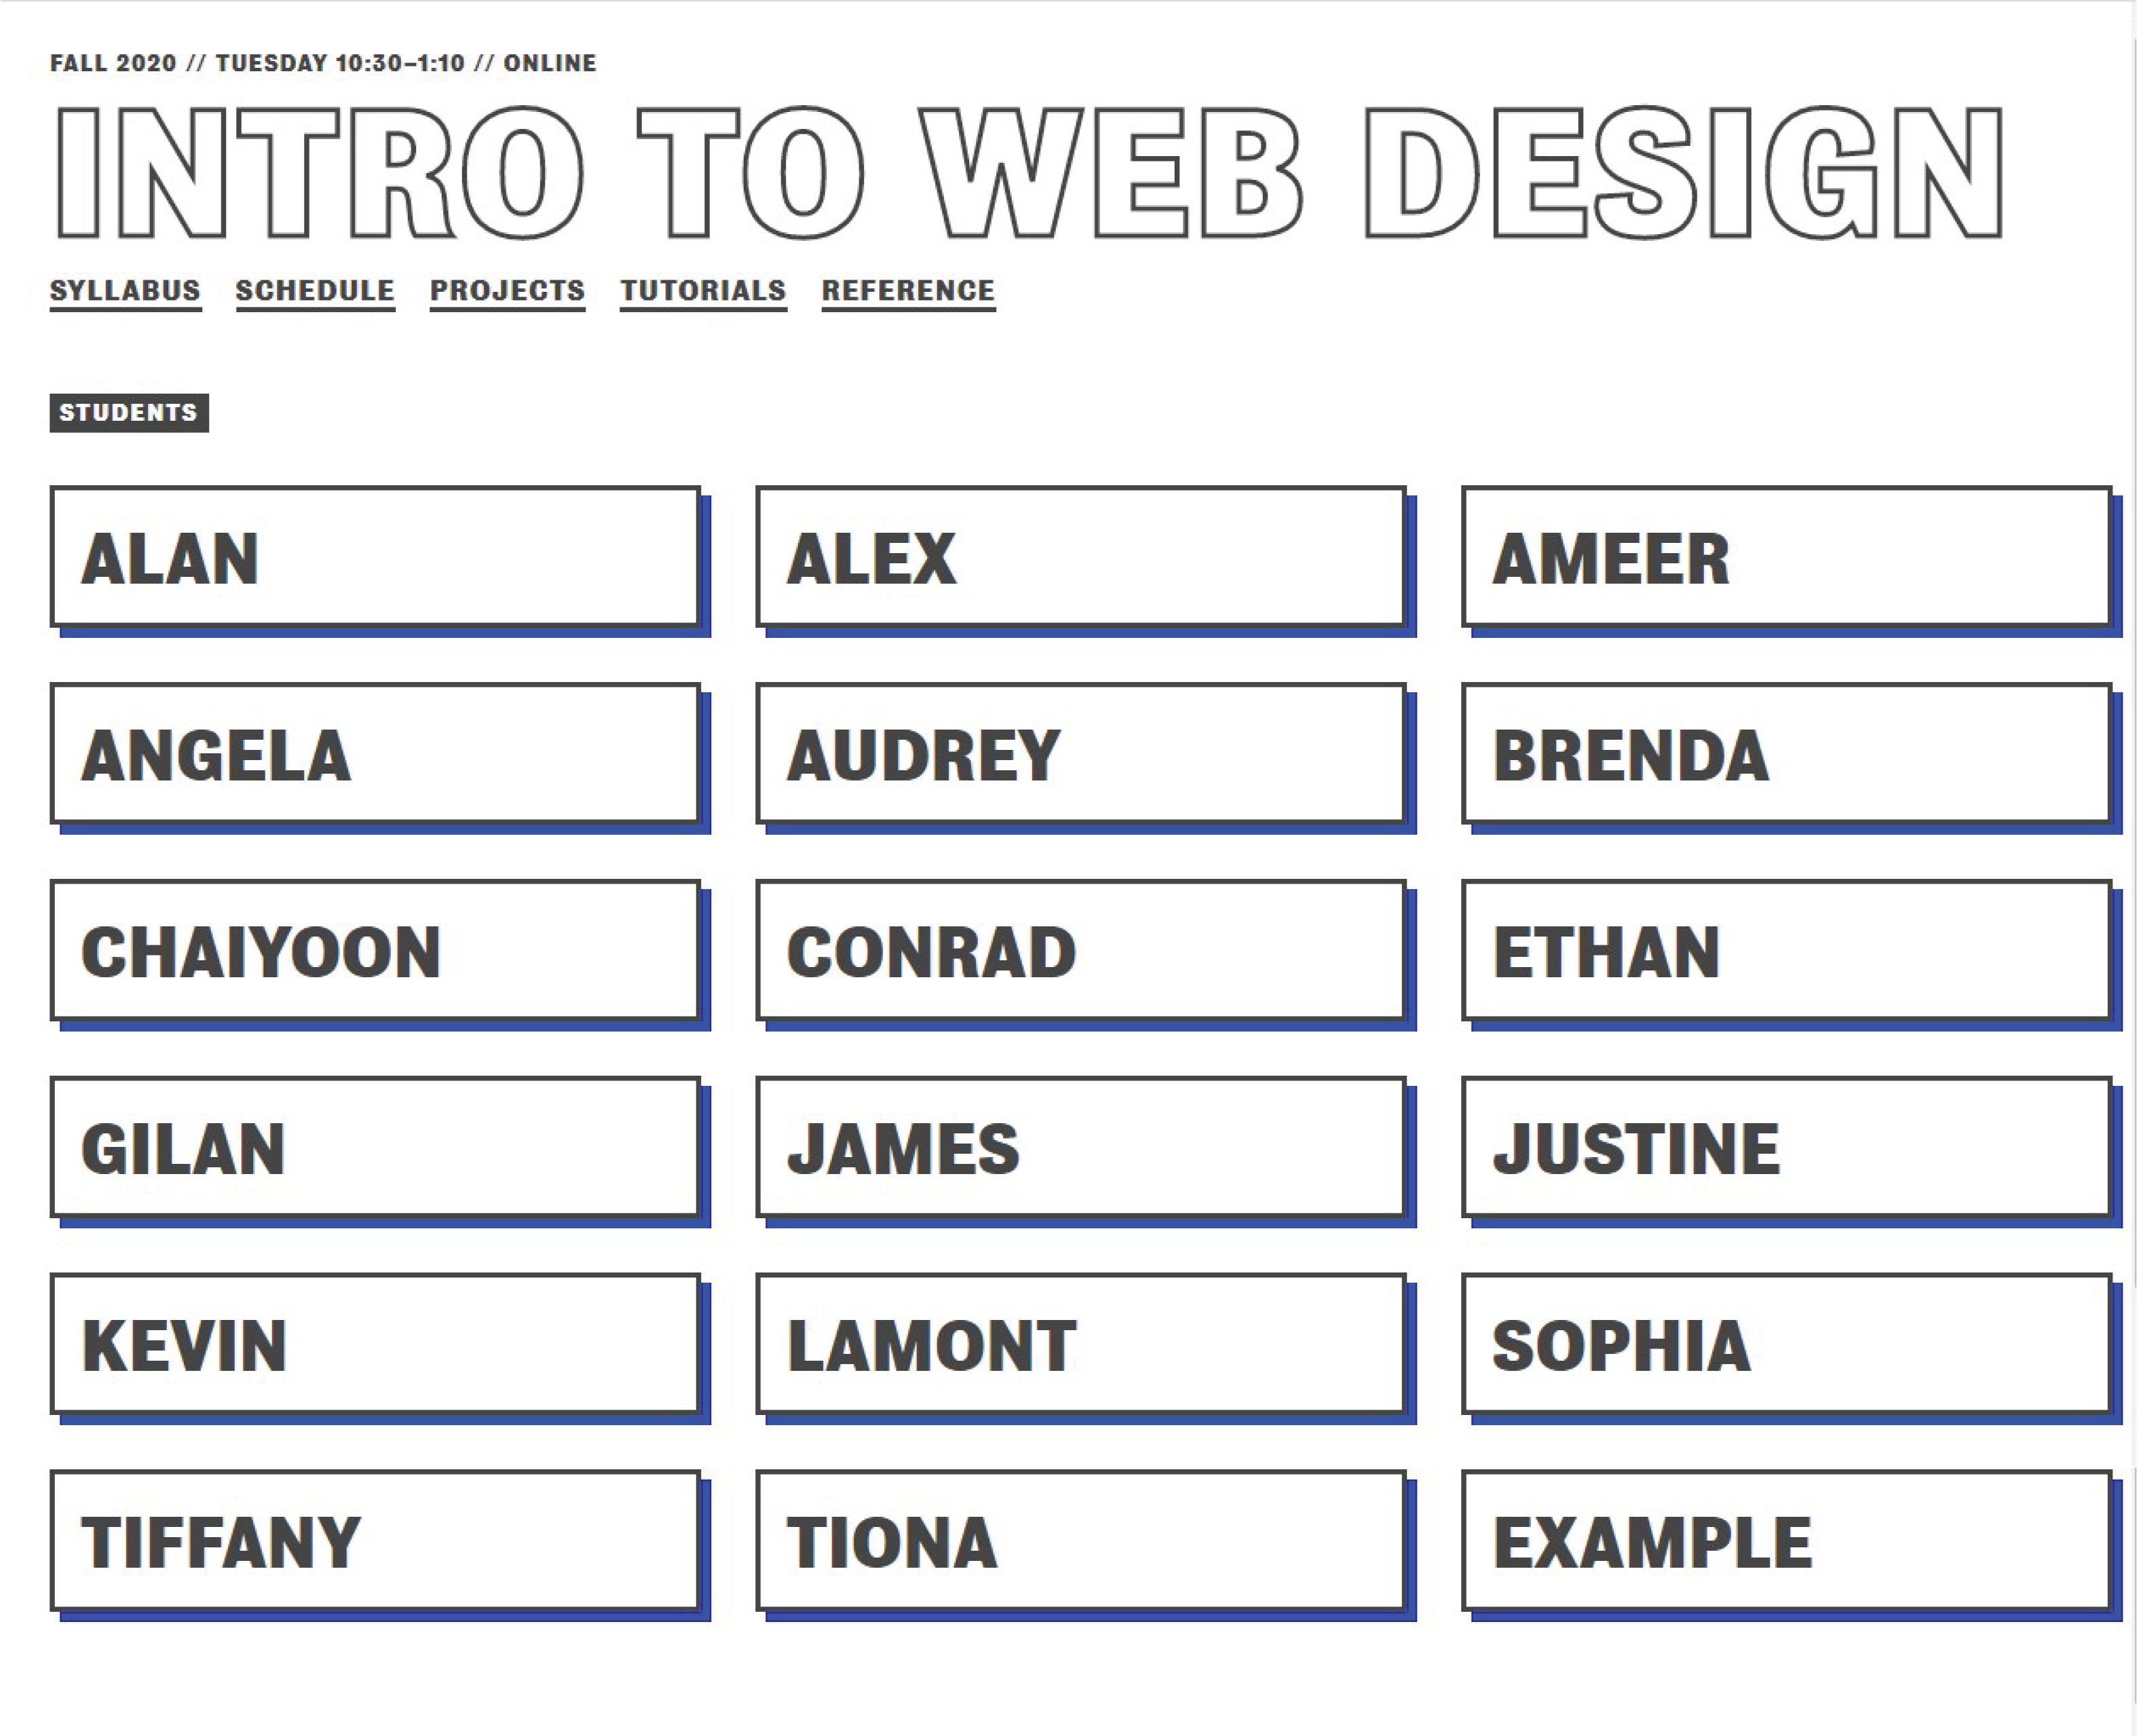 FALL 2020 // TUESDAY 10:30–1:10 // ONLINE
INTRO TO WEB DESIGN
SYLLABUS SCHEDULE PROJECTS TUTORIALS REFERENCE
STUDENTS
ALAN ALEX AMEER
ANGELA AUDREY BRENDA
CHAIYOON CONRAD ETHAN
GILAN JAMES JUSTINE
KEVIN LAMONT SOPHIA
TIFFANY TIONA EXAMPLE